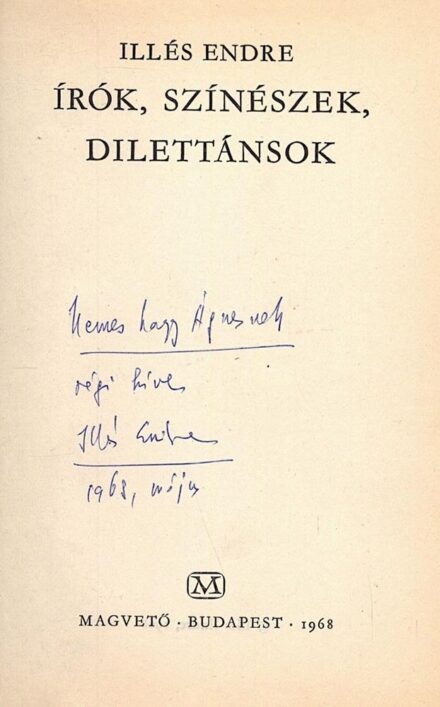 ILLÉS ENDRE
ÍRÓK, SZÍNÉSZEK,
DILETTÁNSOK
Nemes Nagy Ágnesnek
régi híve
Illés Endre
1968, május
M
MAGVETŐ · BUDAPEST · 1968